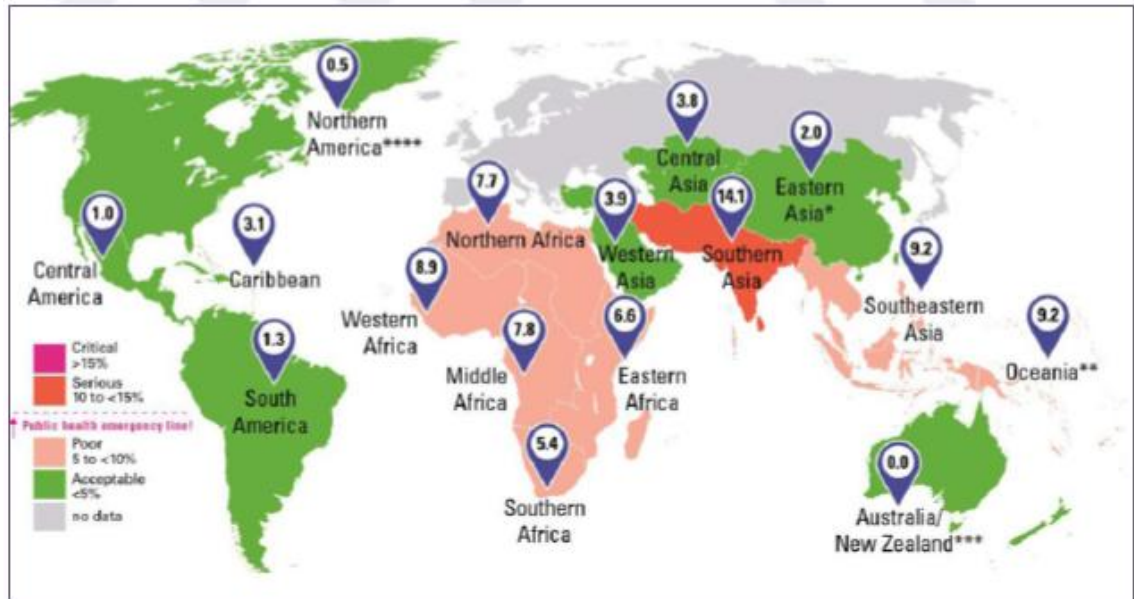 0.5
Northern
America****
3.8
Central
Asia
2.0
Eastern
Asia*
7.7
Northern Africa
3.9
Western
Asia
14.1
Southern
Asia
1.0
Central
America
3.1
Caribbean
8.9
Western
Africa
9.2
Southeastern
Asia
7.8
Middle
Africa
6.6
Eastern
Africa
9.2
Oceania**
1.3
South
America
5.4
Southern
Africa
0.0
Australia/
New Zealand***
Critical
>15%
Serious
10 to <15%
Public health emergency line!
Poor
5 to <10%
Acceptable
<5%
no data